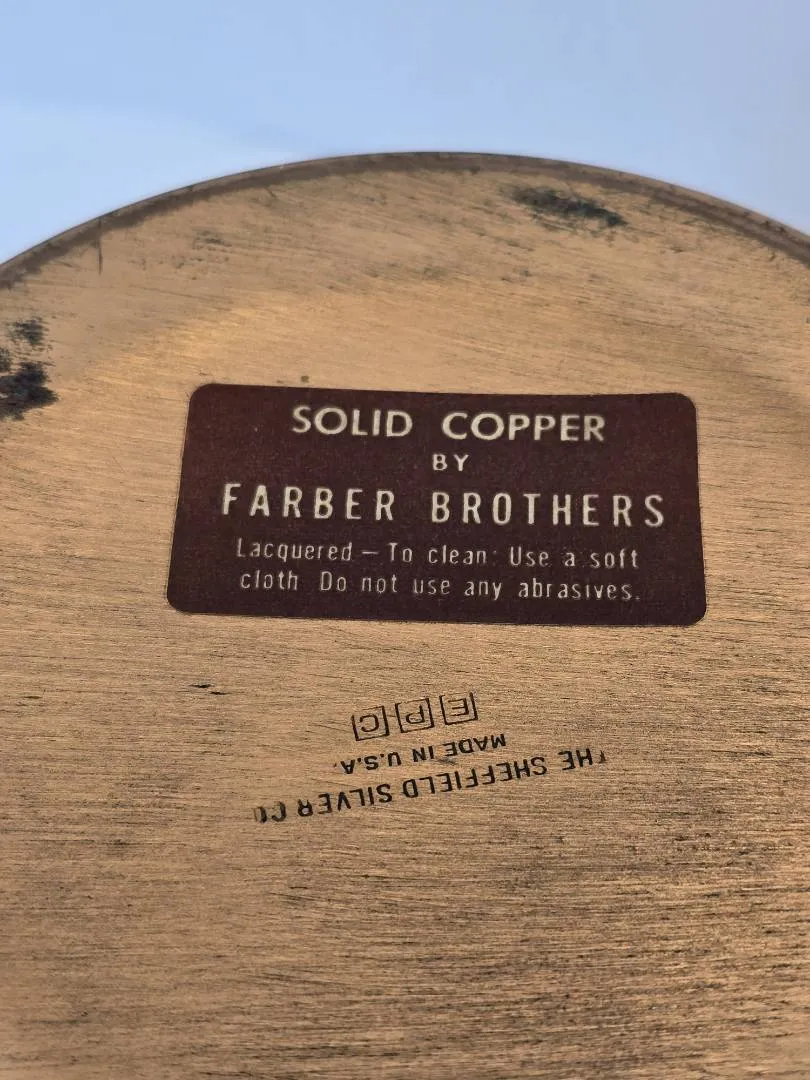 SOLID COPPER
BY
FARBER BROTHERS
Lacquered – To clean: Use a soft
cloth. Do not use any abrasives.
THE SHEFFIELD SILVER CO
MADE IN U.S.A.
E P C